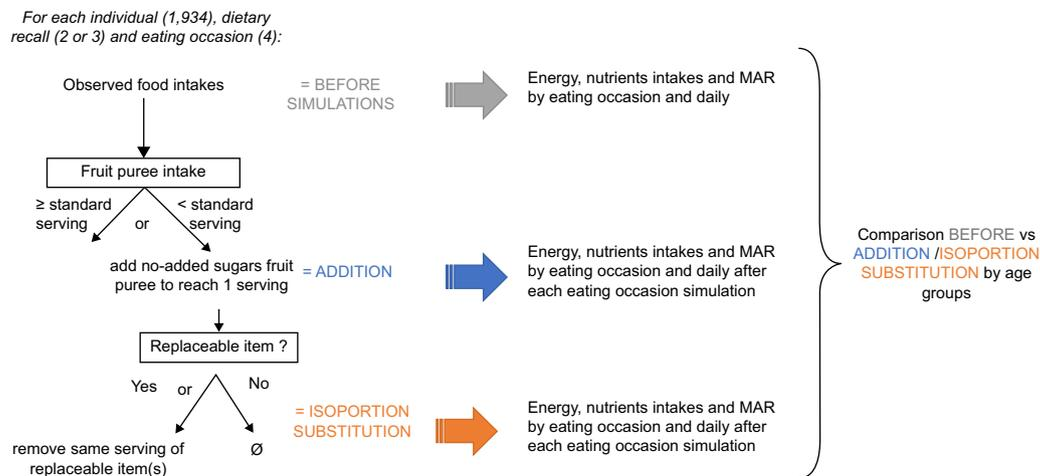 For each individual (1,934), dietary
recall (2 or 3) and eating occasion (4):
Observed food intakes
= BEFORE
SIMULATIONS
Energy, nutrients intakes and MAR
by eating occasion and daily
Fruit puree intake
≥ standard
serving
or
< standard
serving
add no-added sugars fruit
puree to reach 1 serving
= ADDITION
Energy, nutrients intakes and MAR
by eating occasion and daily after
each eating occasion simulation
Replaceable item ?
Yes
or
No
remove same serving of
replaceable item(s)
Ø
= ISOPORTION
SUBSTITUTION
Energy, nutrients intakes and MAR
by eating occasion and daily after
each eating occasion simulation
Comparison BEFORE vs
ADDITION /ISOPORTION
SUBSTITUTION by age
groups